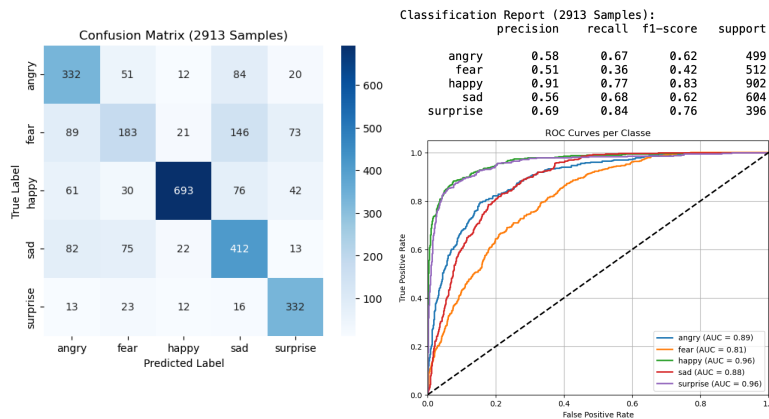 Confusion Matrix (2913 Samples)
True Label
angry 332 51 12 84 20
fear 89 183 21 146 73
happy 61 30 693 76 42
sad 82 75 22 412 13
surprise 13 23 12 16 332
angry fear happy sad surprise
Predicted Label
600
500
400
300
200
100
Classification Report (2913 Samples):
precision recall f1-score support
angry 0.58 0.67 0.62 499
fear 0.51 0.36 0.42 512
happy 0.91 0.77 0.83 902
sad 0.56 0.68 0.62 604
surprise 0.69 0.84 0.76 396
ROC Curves per Classe
True Positive Rate
1.0
0.8
0.6
0.4
0.2
0.0
angry (AUC = 0.89)
fear (AUC = 0.81)
happy (AUC = 0.96)
sad (AUC = 0.88)
surprise (AUC = 0.96)
0.0 0.2 0.4 0.6 0.8 1.
False Positive Rate